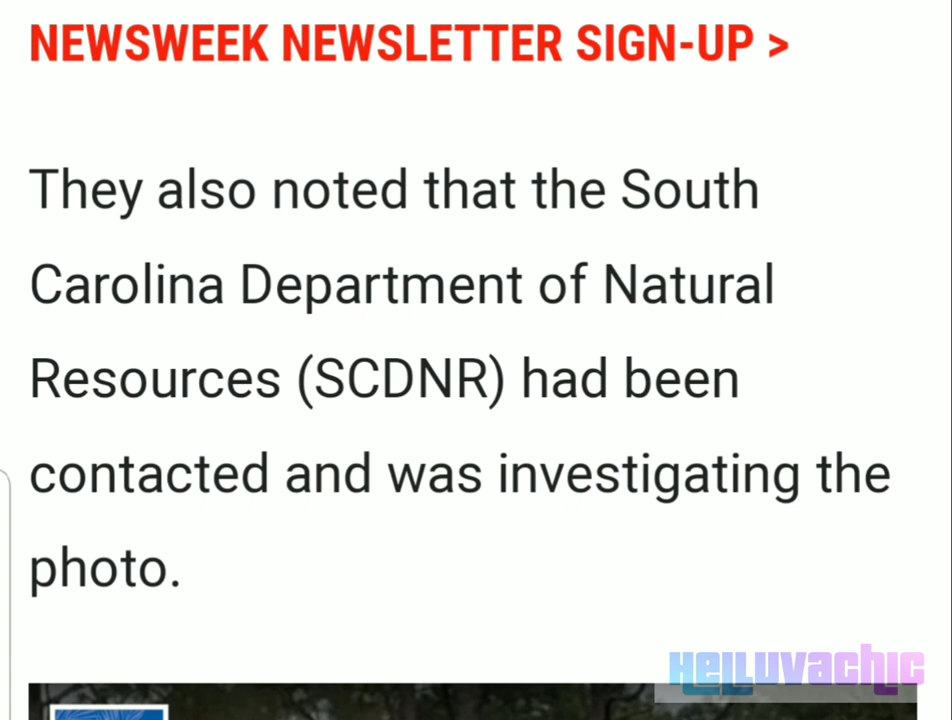 NEWSWEEK NEWSLETTER SIGN-UP >
They also noted that the South
Carolina Department of Natural
Resources (SCDNR) had been
contacted and was investigating the
photo.
HELLUVACHIC